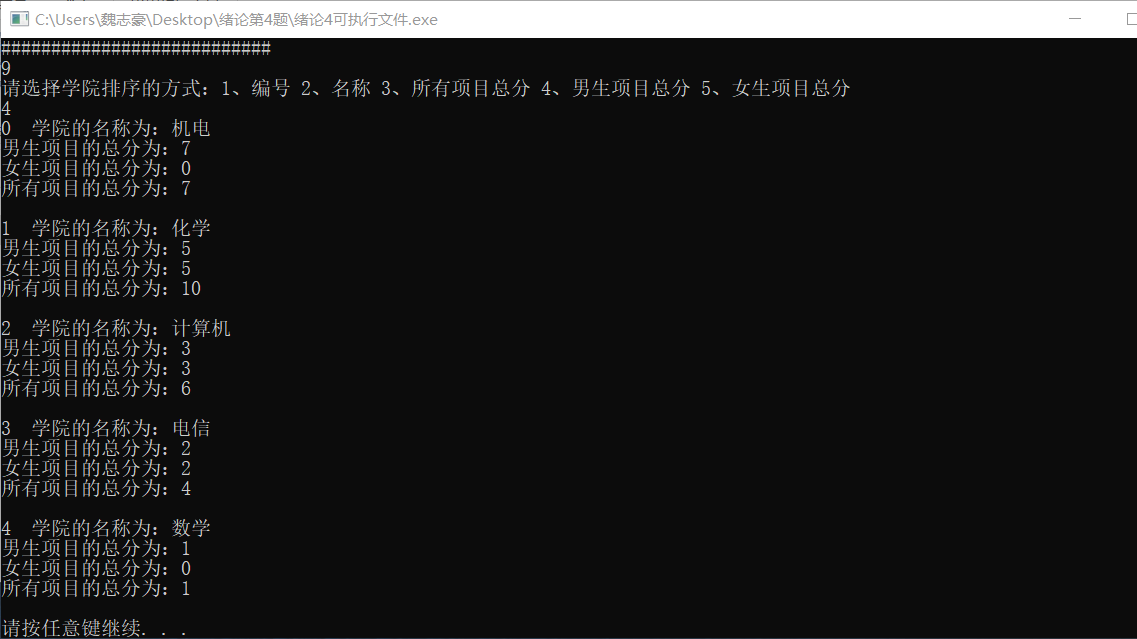 C:\Users\魏志豪\Desktop\绪论第4题\绪论4可执行文件.exe
###########################
9
请选择学院排序的方式: 1、编号 2、名称 3、所有项目总分 4、男生项目总分 5、女生项目总分
4
0 学院的名称为: 机电
男生项目的总分为: 7
女生项目的总分为: 0
所有项目的总分为: 7
1 学院的名称为: 化学
男生项目的总分为: 5
女生项目的总分为: 5
所有项目的总分为: 10
2 学院的名称为: 计算机
男生项目的总分为: 3
女生项目的总分为: 3
所有项目的总分为: 6
3 学院的名称为: 电信
男生项目的总分为: 2
女生项目的总分为: 2
所有项目的总分为: 4
4 学院的名称为: 数学
男生项目的总分为: 1
女生项目的总分为: 0
所有项目的总分为: 1
请按任意键继续. . .